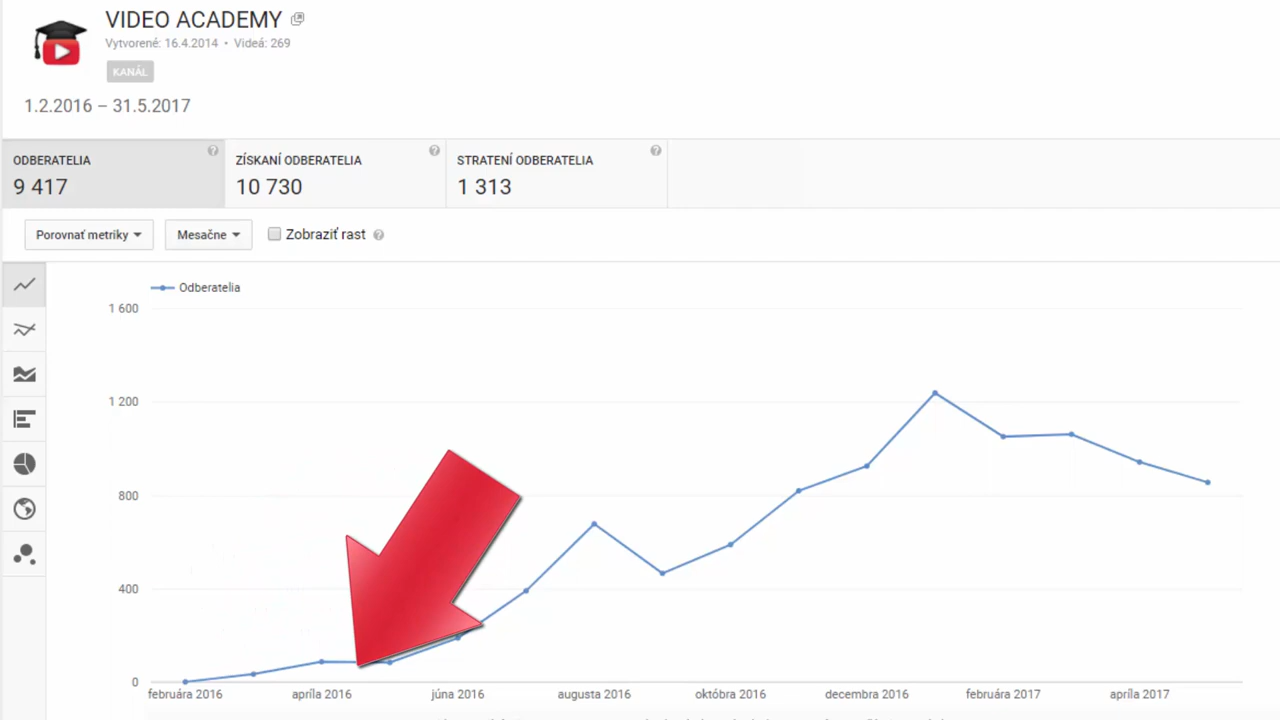 VIDEO ACADEMY
Vytvorené: 16.4.2014 • Videá: 269
KANÁL
1.2.2016 – 31.5.2017
ODBERATELIA
9 417
ZÍSKANÍ ODBERATELIA
10 730
STRATENÍ ODBERATELIA
1 313
Porovnať metriky
Mesačne
Zobraziť rast
Odberatelia
1 600
1 200
800
400
0
februára 2016 apríla 2016 júna 2016 augusta 2016 októbra 2016 decembra 2016 februára 2017 apríla 2017